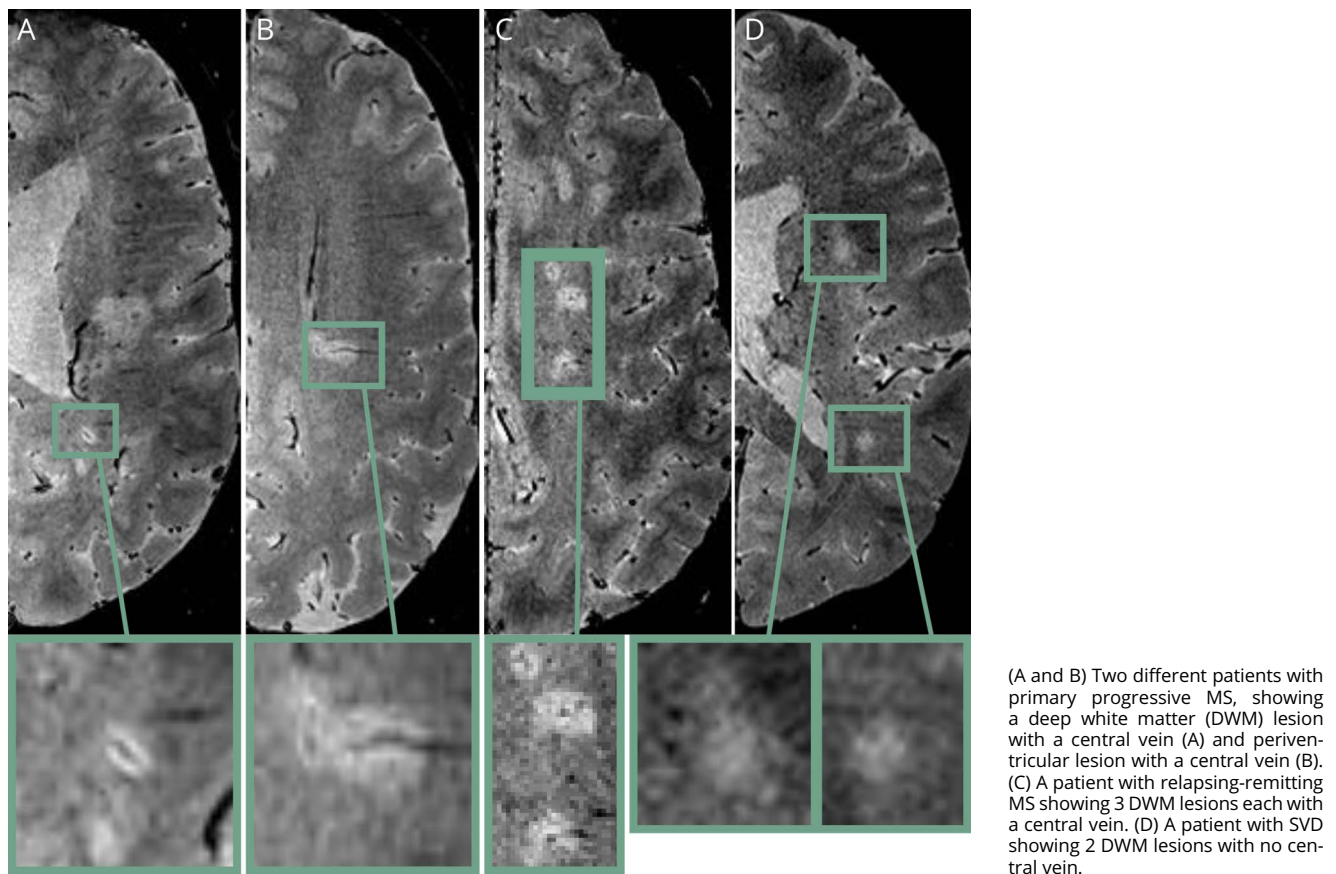 A
B
C
D
(A and B) Two different patients with
primary progressive MS, showing
a deep white matter (DWM) lesion
with a central vein (A) and periven-
tricular lesion with a central vein (B).
(C) A patient with relapsing-remitting
MS showing 3 DWM lesions each with
a central vein. (D) A patient with SVD
showing 2 DWM lesions with no cen-
tral vein.